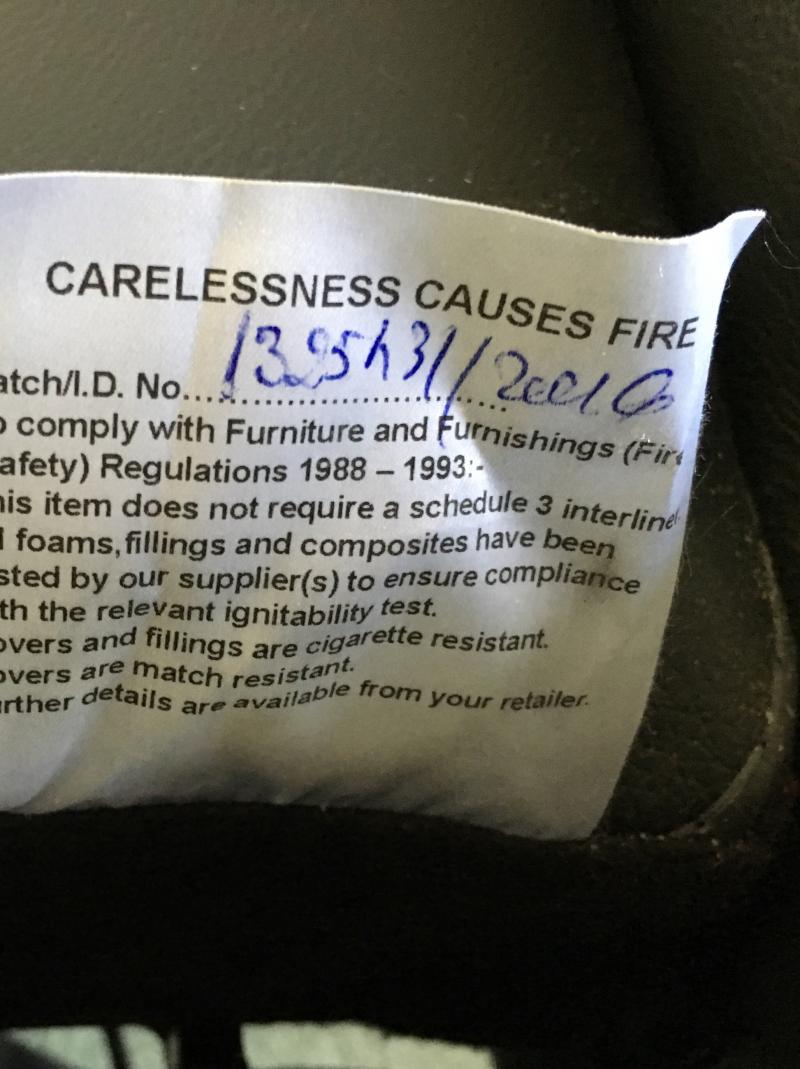 CARELESSNESS CAUSES FIRE
atch/I.D. No..............................
o comply with Furniture and Furnishings (Fire
afety) Regulations 1988 – 1993:-
his item does not require a schedule 3 interliner
l foams, fillings and composites have been
sted by our supplier(s) to ensure compliance
th the relevant ignitability test.
overs and fillings are cigarette resistant.
overs are match resistant.
urther details are available from your retailer.